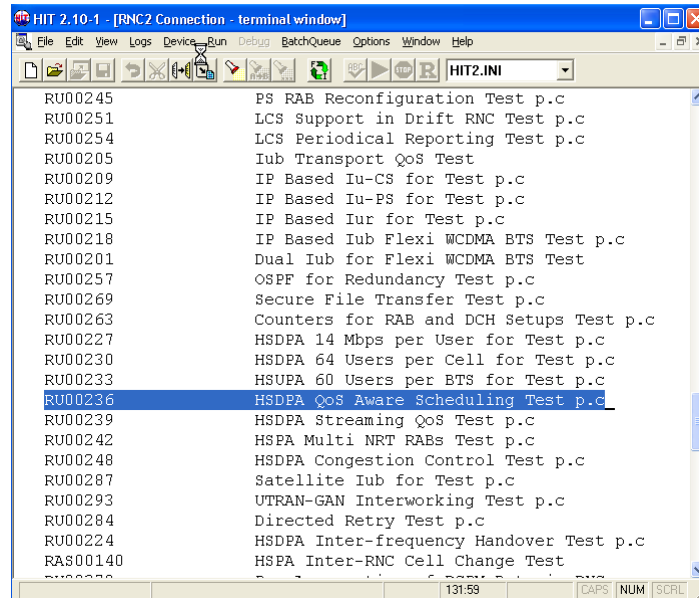 HIT 2.10-1 - [RNC2 Connection - terminal window]
File Edit View Logs Device Run Debug BatchQueue Options Window Help
HIT2.INI
RU00245 PS RAB Reconfiguration Test p.c
RU00251 LCS Support in Drift RNC Test p.c
RU00254 LCS Periodical Reporting Test p.c
RU00205 Iub Transport QoS Test
RU00209 IP Based Iu-CS for Test p.c
RU00212 IP Based Iu-PS for Test p.c
RU00215 IP Based Iur for Test p.c
RU00218 IP Based Iub Flexi WCDMA BTS Test p.c
RU00201 Dual Iub for Flexi WCDMA BTS Test
RU00257 OSPF for Redundancy Test p.c
RU00269 Secure File Transfer Test p.c
RU00263 Counters for RAB and DCH Setups Test p.c
RU00227 HSDPA 14 Mbps per User for Test p.c
RU00230 HSDPA 64 Users per Cell for Test p.c
RU00233 HSUPA 60 Users per BTS for Test p.c
RU00236 HSDPA QoS Aware Scheduling Test p.c
RU00239 HSDPA Streaming QoS Test p.c
RU00242 HSPA Multi NRT RABs Test p.c
RU00248 HSDPA Congestion Control Test p.c
RU00287 Satellite Iub for Test p.c
RU00293 UTRAN-GAN Interworking Test p.c
RU00284 Directed Retry Test p.c
RU00224 HSDPA Inter-frequency Handover Test p.c
RAS00140 HSPA Inter-RNC Cell Change Test
131:59 CAPS NUM SCRL